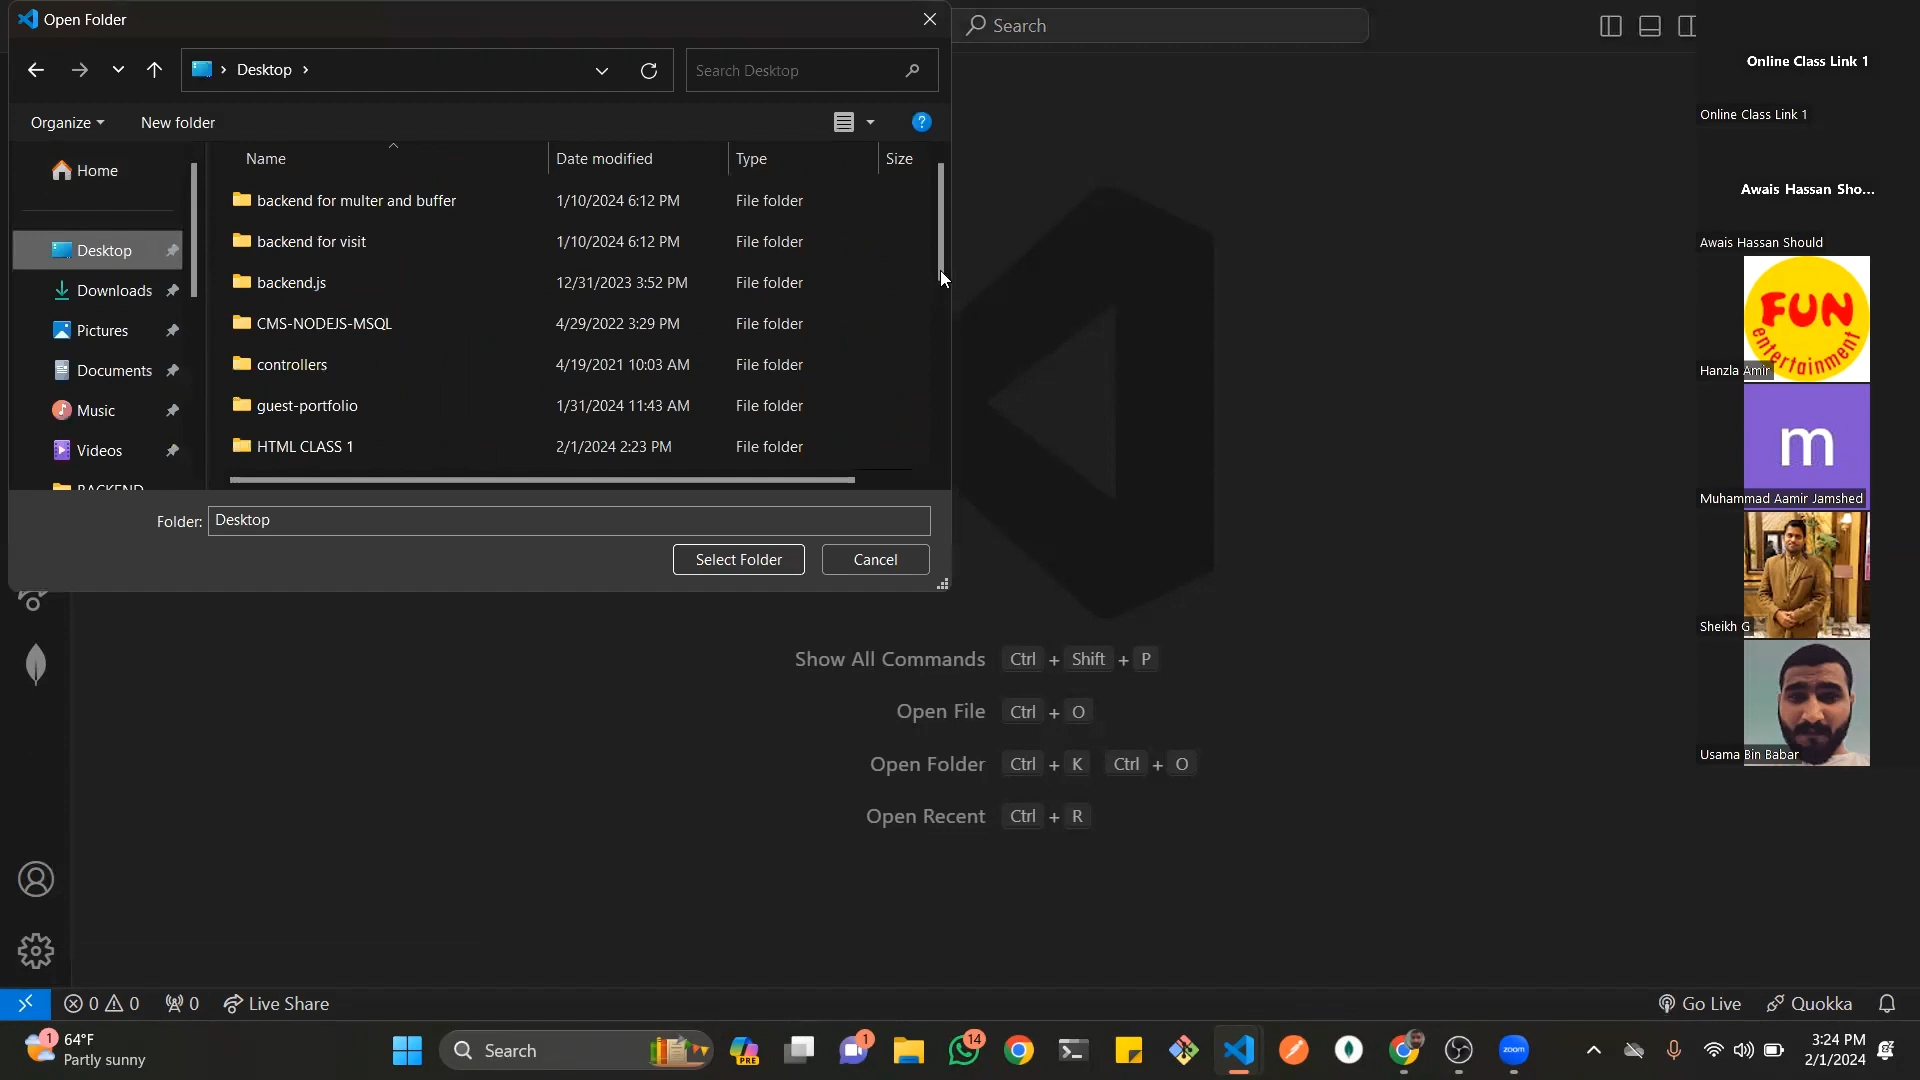 Open Folder
Search
Desktop
Search Desktop
Organize
New folder
?
Name
Date modified
Type
Size
Home
Desktop
Downloads
Pictures
Documents
Music
Videos
BACKEND
backend for multer and buffer 1/10/2024 6:12 PM File folder
backend for visit 1/10/2024 6:12 PM File folder
backend.js 12/31/2023 3:52 PM File folder
CMS-NODEJS-MSQL 4/29/2022 3:29 PM File folder
controllers 4/19/2021 10:03 AM File folder
guest-portfolio 1/31/2024 11:43 AM File folder
HTML CLASS 1 2/1/2024 2:23 PM File folder
Folder: Desktop
Select Folder
Cancel
Show All Commands Ctrl + Shift + P
Open File Ctrl + O
Open Folder Ctrl + K Ctrl + O
Open Recent Ctrl + R
Online Class Link 1
Online Class Link 1
Awais Hassan Sho...
Awais Hassan Should
FUN
entertainment
Hanzla Amir
m
Muhammad Aamir Jamshed
Sheikh G
Usama Bin Babar
0 0 0 Live Share
Go Live Quokka
1
64°F
Partly sunny
Search
PRE
1
14
zoom
3:24 PM
2/1/2024